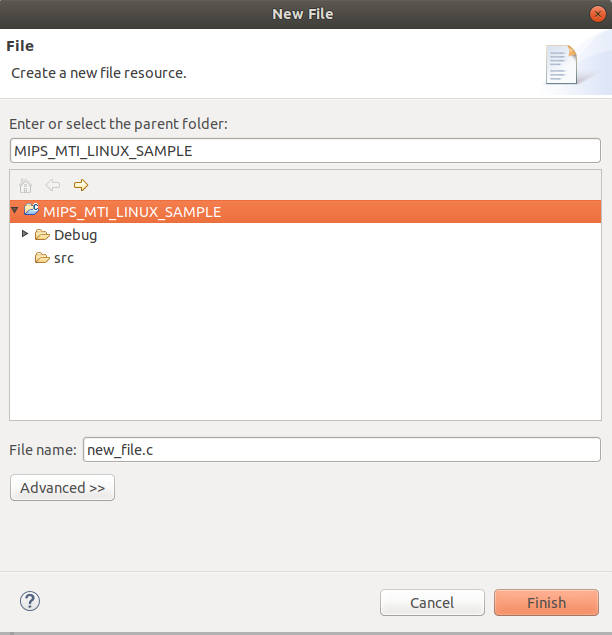 New File
File
Create a new file resource.
Enter or select the parent folder:
MIPS_MTI_LINUX_SAMPLE
MIPS_MTI_LINUX_SAMPLE
Debug
src
File name: new_file.c
Advanced >>
? Cancel Finish